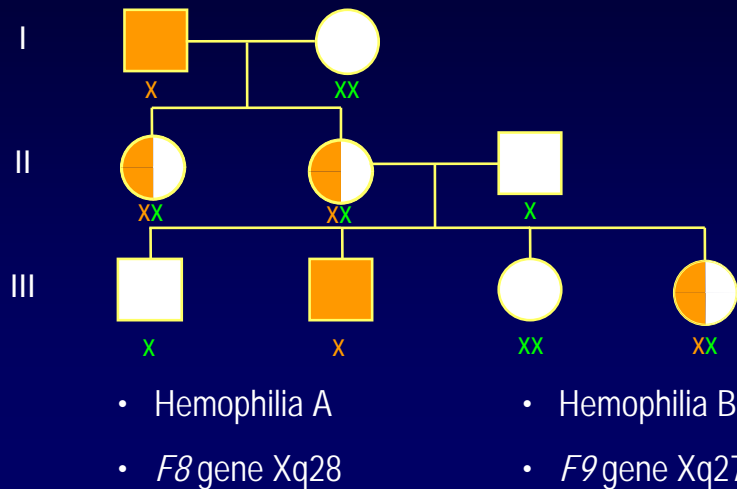 I
X XX
II
XX XX X
III
X X XX XX
• Hemophilia A • Hemophilia B
• F8 gene Xq28 • F9 gene Xq27